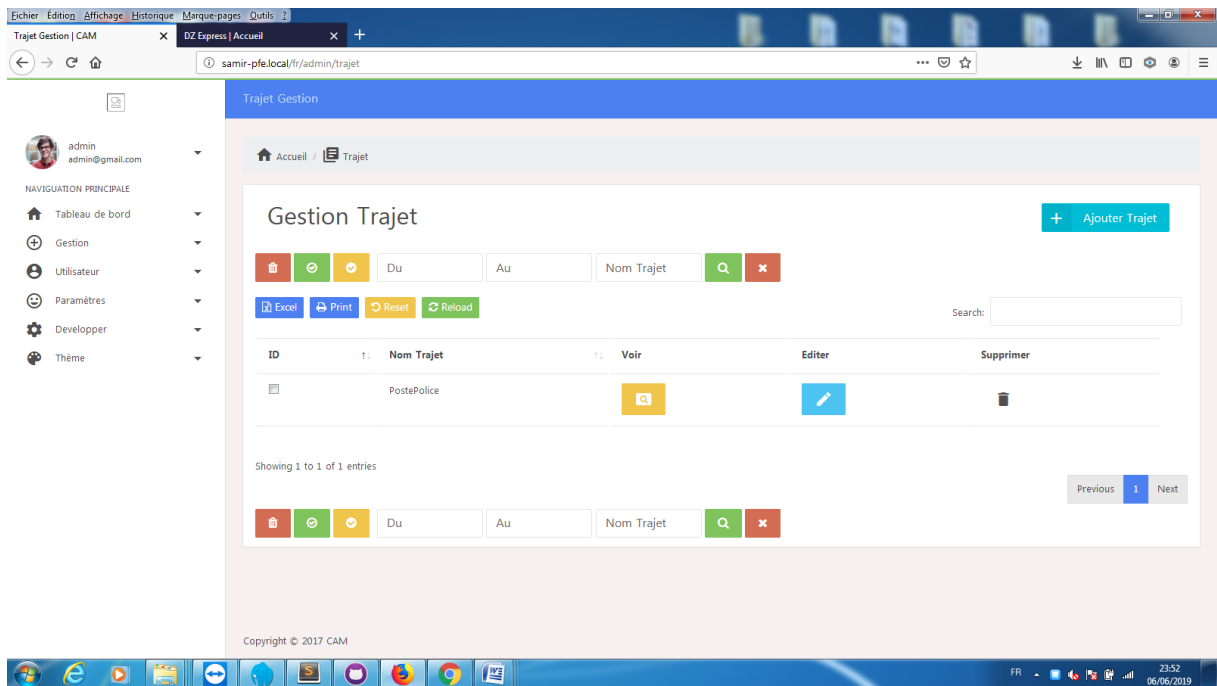 Eichier Édition Affichage Historique Marque-pages Outils ?
Trajet Gestion | CAM
DZ Express | Accueil
samir-pfe.local/fr/admin/trajet
Trajet Gestion
admin
admin@gmail.com
Accueil / Trajet
NAVIGUATION PRINCIPALE
Tableau de bord
Gestion
Utilisateur
Paramètres
Developper
Thème
Gestion Trajet
Ajouter Trajet
Du
Au
Nom Trajet
Excel
Print
Reset
Reload
Search:
ID Nom Trajet Voir Editer Supprimer
PostePolice
Showing 1 to 1 of 1 entries
Previous 1 Next
Du
Au
Nom Trajet
Copyright © 2017 CAM
FR
23:52
06/06/2019